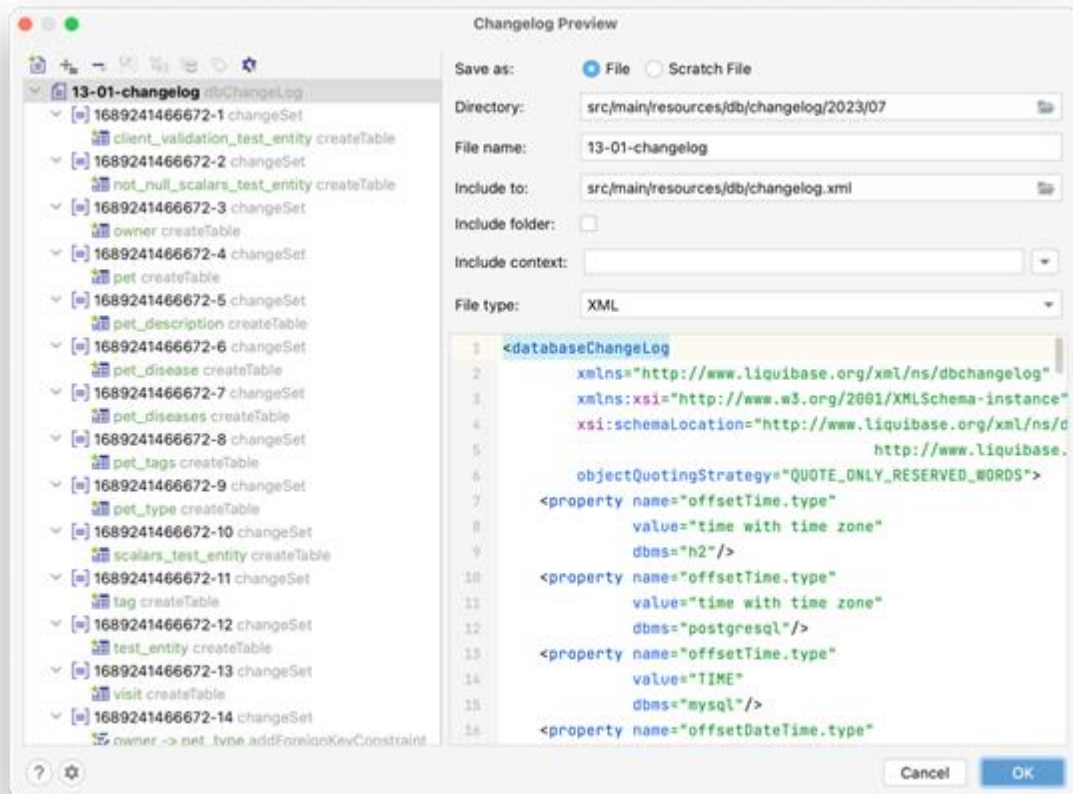 Changelog Preview
13-01-changelog dbChangeLog
1689241466672-1 changeSet
client_validation_test_entity createTable
1689241466672-2 changeSet
not_null_scalars_test_entity createTable
1689241466672-3 changeSet
owner createTable
1689241466672-4 changeSet
pet createTable
1689241466672-5 changeSet
pet_description createTable
1689241466672-6 changeSet
pet_disease createTable
1689241466672-7 changeSet
pet_diseases createTable
1689241466672-8 changeSet
pet_tags createTable
1689241466672-9 changeSet
pet_type createTable
1689241466672-10 changeSet
scalars_test_entity createTable
1689241466672-11 changeSet
tag createTable
1689241466672-12 changeSet
test_entity createTable
1689241466672-13 changeSet
visit createTable
1689241466672-14 changeSet
owner -> pet_type addForeignKeyConstraint
Save as: File Scratch File
Directory: src/main/resources/db/changelog/2023/07
File name: 13-01-changelog
Include to: src/main/resources/db/changelog.xml
Include folder:
Include context:
File type: XML
1 <databaseChangeLog
2 xmlns="http://www.liquibase.org/xml/ns/dbchangelog"
3 xmlns:xsi="http://www.w3.org/2001/XMLSchema-instance"
4 xsi:schemaLocation="http://www.liquibase.org/xml/ns/d
5 http://www.liquibase.
6 objectQuotingStrategy="QUOTE_ONLY_RESERVED_WORDS">
7 <property name="offsetTime.type"
8 value="time with time zone"
9 dbms="h2"/>
10 <property name="offsetTime.type"
11 value="time with time zone"
12 dbms="postgresql"/>
13 <property name="offsetTime.type"
14 value="TIME"
15 dbms="mysql"/>
16 <property name="offsetDateTime.type"
? Cancel OK